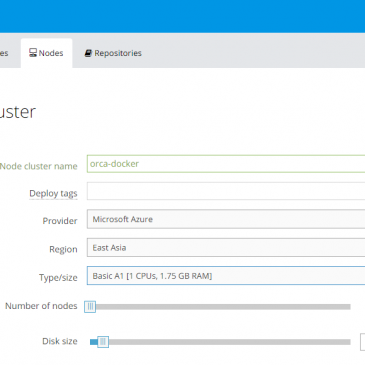 es Nodes Repositories
uster
Node cluster name orca-docker
Deploy tags
Provider Microsoft Azure
Region East Asia
Type/size Basic A1 [1 CPUs, 1.75 GB RAM]
Number of nodes
Disk size